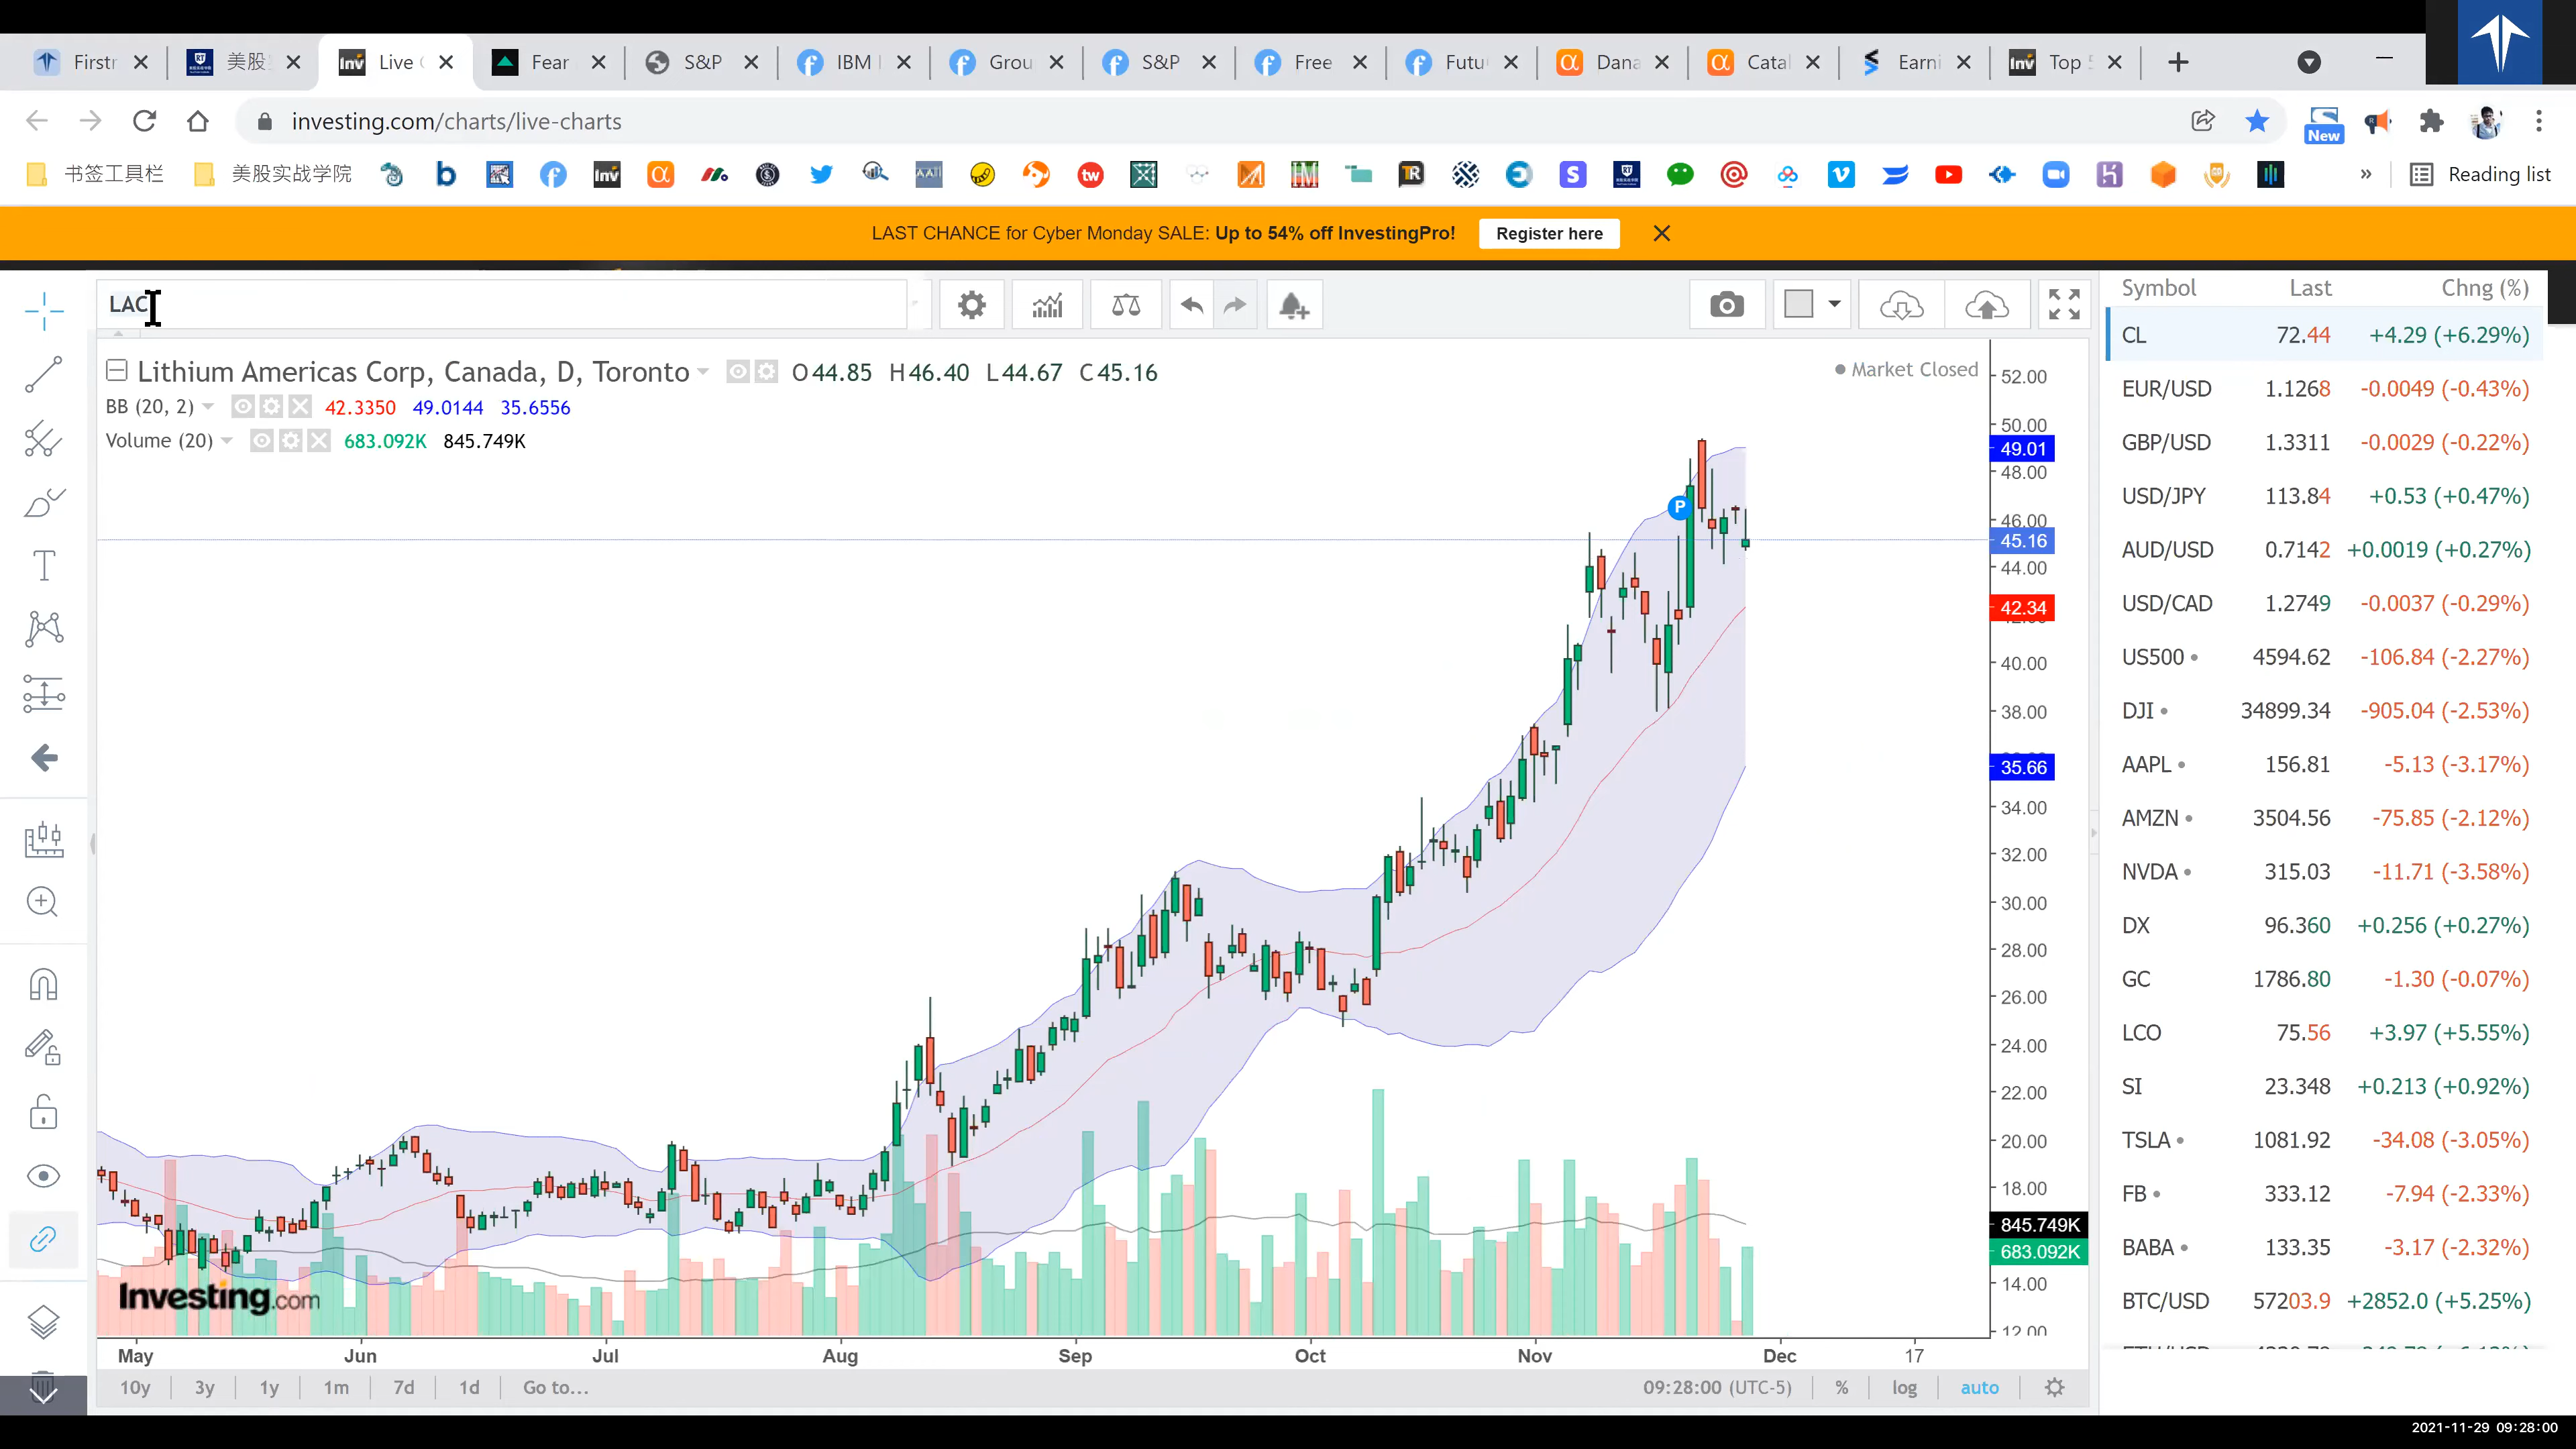 Firstr
美股
Live
Fear
S&P
IBM
Grou
S&P
Free
Futu
Dana
Catal
Earni
Top 5
investing.com/charts/live-charts
New
书签工具栏
美股实战学院
Reading list
LAST CHANCE for Cyber Monday SALE: Up to 54% off InvestingPro!
Register here
LAC
Lithium Americas Corp, Canada, D, Toronto O44.85 H46.40 L44.67 C45.16
Market Closed
BB (20, 2) 42.3350 49.0144 35.6556
Volume (20) 683.092K 845.749K
P
52.00
50.00
49.01
48.00
46.00
45.16
44.00
42.34
40.00
38.00
35.66
34.00
32.00
30.00
28.00
26.00
24.00
22.00
20.00
18.00
845.749K
683.092K
14.00
12.00
Investing.com
May Jun Jul Aug Sep Oct Nov Dec 17
10y 3y 1y 1m 7d 1d Go to...
09:28:00 (UTC-5) % log auto
Symbol Last Chng (%)
CL 72.44 +4.29 (+6.29%)
EUR/USD 1.1268 -0.0049 (-0.43%)
GBP/USD 1.3311 -0.0029 (-0.22%)
USD/JPY 113.84 +0.53 (+0.47%)
AUD/USD 0.7142 +0.0019 (+0.27%)
USD/CAD 1.2749 -0.0037 (-0.29%)
US500 4594.62 -106.84 (-2.27%)
DJI 34899.34 -905.04 (-2.53%)
AAPL 156.81 -5.13 (-3.17%)
AMZN 3504.56 -75.85 (-2.12%)
NVDA 315.03 -11.71 (-3.58%)
DX 96.360 +0.256 (+0.27%)
GC 1786.80 -1.30 (-0.07%)
LCO 75.56 +3.97 (+5.55%)
SI 23.348 +0.213 (+0.92%)
TSLA 1081.92 -34.08 (-3.05%)
FB 333.12 -7.94 (-2.33%)
BABA 133.35 -3.17 (-2.32%)
BTC/USD 57203.9 +2852.0 (+5.25%)
2021-11-29 09:28:00